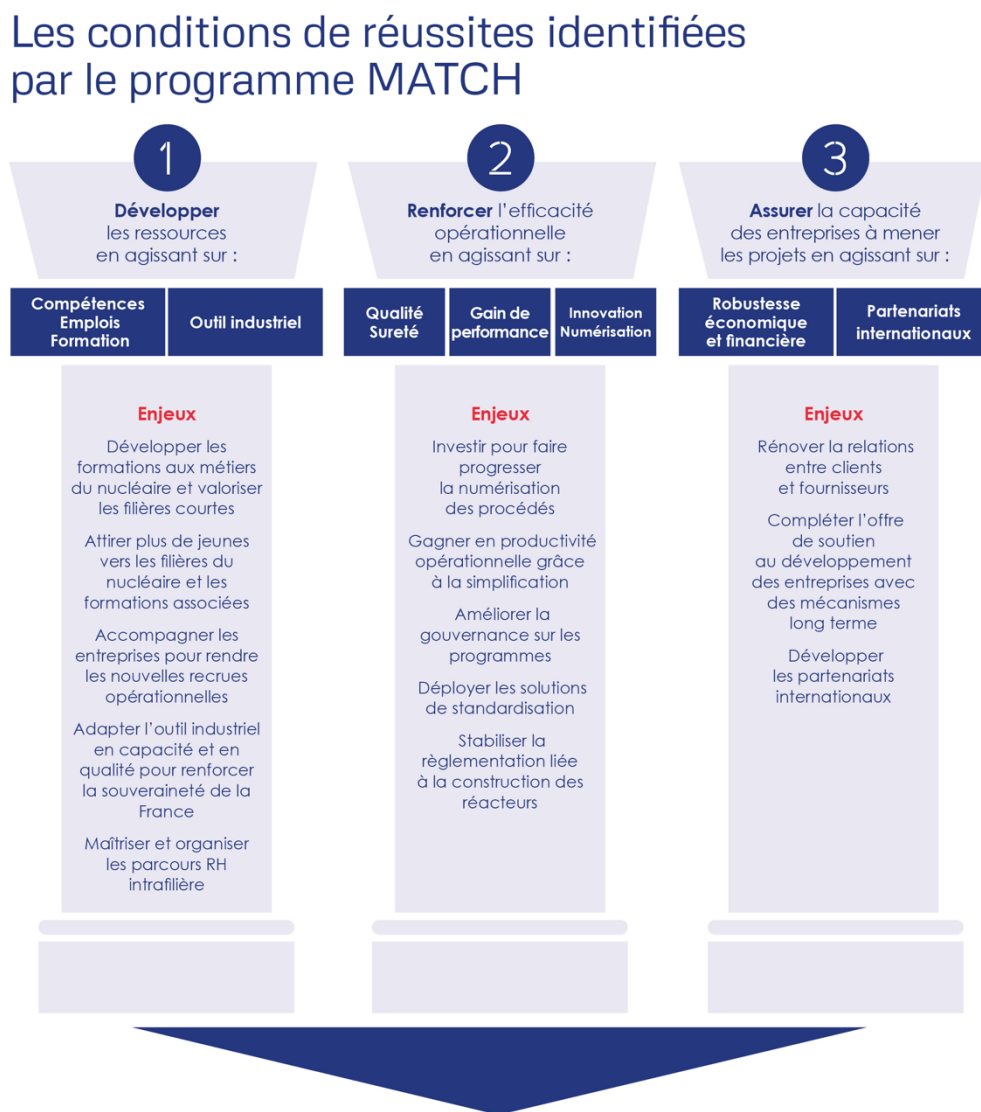 Les conditions de réussites identifiées
par le programme MATCH
1
Développer
les ressources
en agissant sur :
Compétences
Emplois
Formation
Outil industriel
Enjeux
Développer les
formations aux métiers
du nucléaire et valoriser
les filières courtes
Attirer plus de jeunes
vers les filières du
nucléaire et les
formations associées
Accompagner les
entreprises pour rendre
les nouvelles recrues
opérationnelles
Adapter l’outil industriel
en capacité et en
qualité pour renforcer
la souveraineté de la
France
Maîtriser et organiser
les parcours RH
intrafilière
2
Renforcer l’efficacité
opérationnelle
en agissant sur :
Qualité
Sureté
Gain de
performance
Innovation
Numérisation
Enjeux
Investir pour faire
progresser
la numérisation
des procédés
Gagner en productivité
opérationnelle grâce
à la simplification
Améliorer la
gouvernance sur les
programmes
Déployer les solutions
de standardisation
Stabiliser la
règlementation liée
à la construction des
réacteurs
3
Assurer la capacité
des entreprises à mener
les projets en agissant sur :
Robustesse
économique
et financière
Partenariats
internationaux
Enjeux
Rénover la relations
entre clients
et fournisseurs
Compléter l’offre
de soutien
au développement
des entreprises avec
des mécanismes
long terme
Développer
les partenariats
internationaux